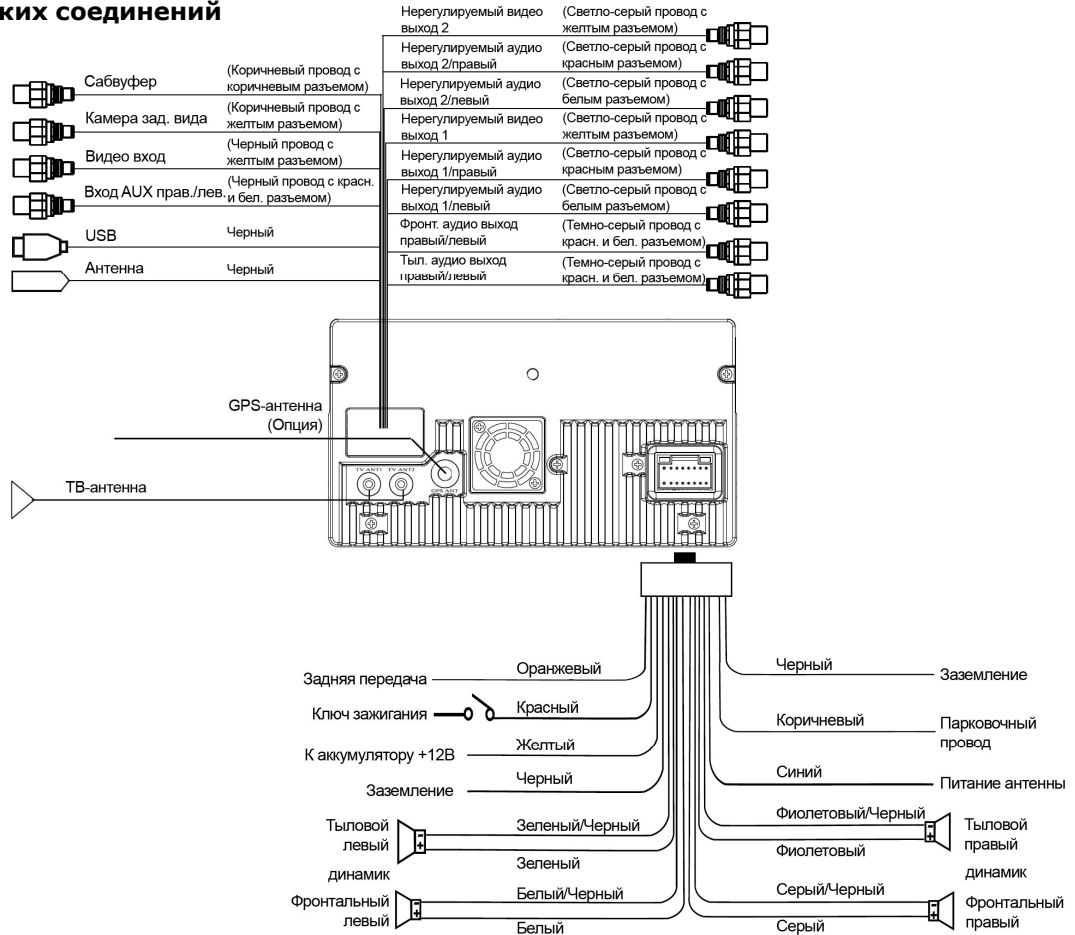 ких соединений
Сабвуфер
(Коричневый провод с
коричневым разъемом)
Камера зад. вида
(Коричневый провод с
желтым разъемом)
Видео вход
(Черный провод с
желтым разъемом)
Вход AUX прав./лев.
(Черный провод с красн.
и бел. разъемом)
USB
Черный
Антенна
Черный
Нерегулируемый видео
выход 2
(Светло-серый провод с
желтым разъемом)
Нерегулируемый аудио
выход 2/правый
(Светло-серый провод с
красным разъемом)
Нерегулируемый аудио
выход 2/левый
(Светло-серый провод с
белым разъемом)
Нерегулируемый видео
выход 1
(Светло-серый провод с
желтым разъемом)
Нерегулируемый аудио
выход 1/правый
(Светло-серый провод с
красным разъемом)
Нерегулируемый аудио
выход 1/левый
(Светло-серый провод с
белым разъемом)
Фронт. аудио выход
правый/левый
(Темно-серый провод с
красн. и бел. разъемом)
Тыл. аудио выход
правый/левый
(Темно-серый провод с
красн. и бел. разъемом)
GPS-антенна
(Опция)
ТВ-антенна
TV ANT1 TV ANT2
GPS ANT
Задняя передача
Оранжевый
Ключ зажигания
Красный
К аккумулятору +12В
Желтый
Заземление
Черный
Тыловой
левый
динамик
Зеленый/Черный
Зеленый
Фронтальный
левый
Белый/Черный
Белый
Черный
Заземление
Коричневый
Парковочный
провод
Синий
Питание антенны
Фиолетовый/Черный
Фиолетовый
Тыловой
правый
динамик
Серый/Черный
Серый
Фронтальный
правый